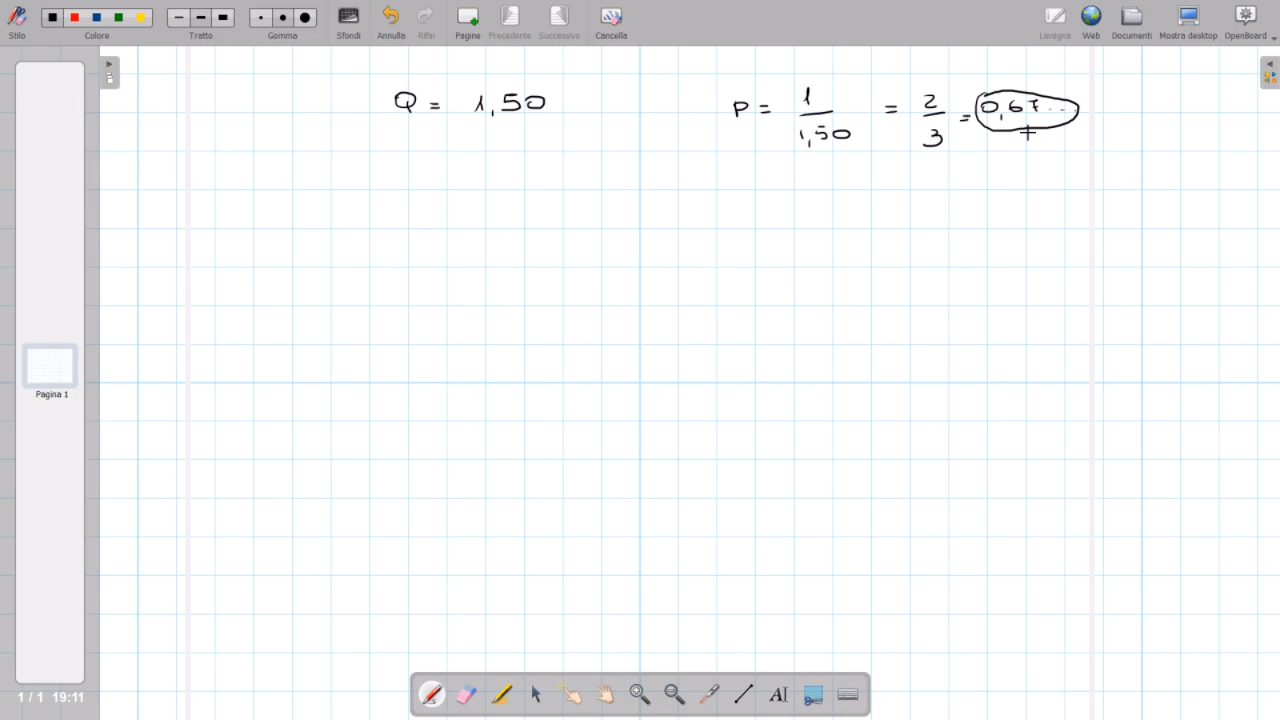 Stilo Colore Tratto Gomma Sfondi Annulla Rifai Pagine Precedente Successivo Cancella Lavagna Web Documenti Mostra desktop OpenBoard
Q = 1,50
P = 1/1,50 = 2/3 = 0,67...
Pagina 1
1 / 1 19:11
AI